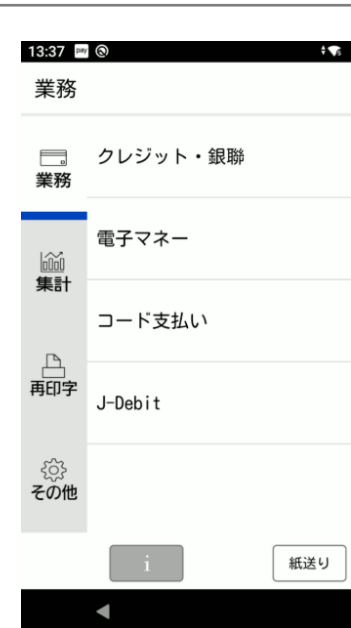 13:37 pay
業務
業務
クレジット・銀聯
電子マネー
集計
コード支払い
再印字
J-Debit
その他
i
紙送り